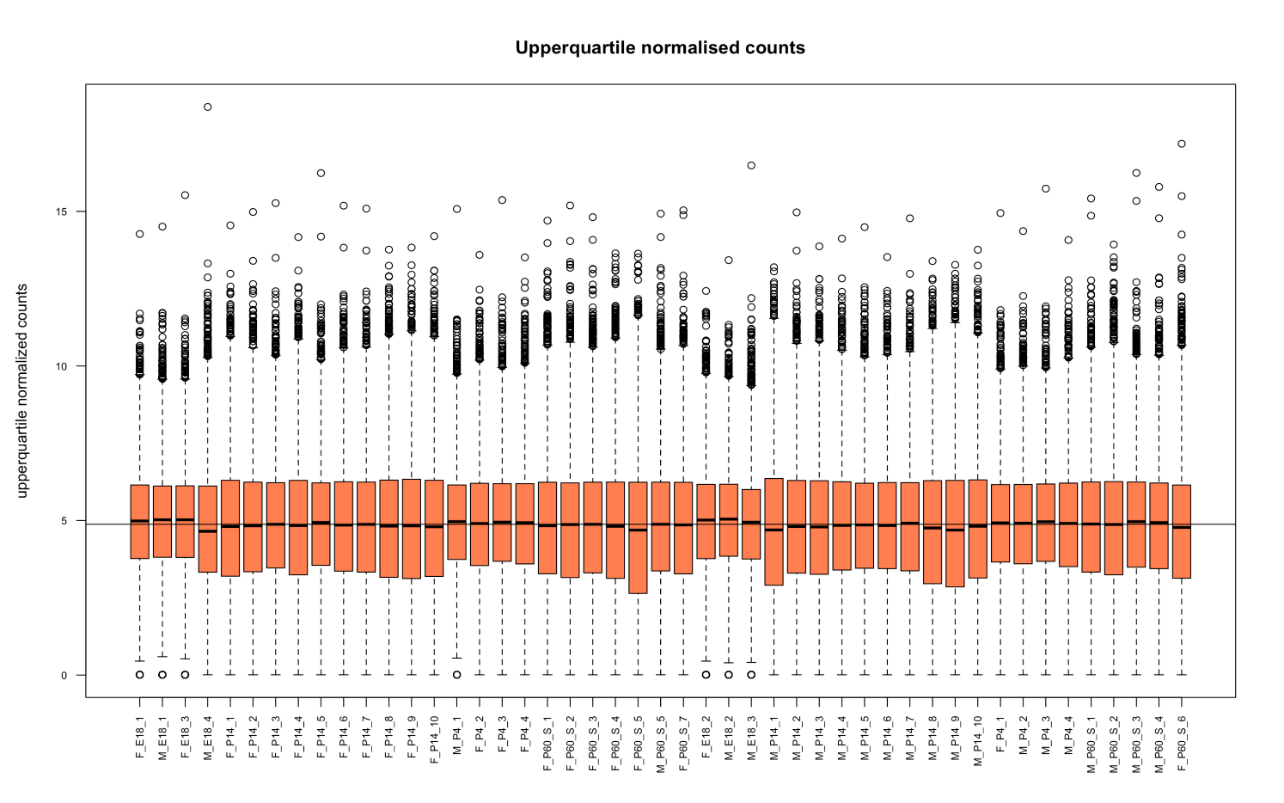 Upperquartile normalised counts
upperquartile normalized counts
15
10
5
0
F_E18_1
M_E18_1
F_E18_3
M_E18_4
F_P14_1
F_P14_2
F_P14_3
F_P14_4
F_P14_5
F_P14_6
F_P14_7
F_P14_8
F_P14_9
F_P14_10
M_P4_1
F_P4_2
F_P4_3
F_P4_4
F_P60_S_1
F_P60_S_2
F_P60_S_3
F_P60_S_4
F_P60_S_5
M_P60_S_5
F_P60_S_7
F_E18_2
M_E18_2
M_E18_3
M_P14_1
M_P14_2
M_P14_3
M_P14_4
M_P14_5
M_P14_6
M_P14_7
M_P14_8
M_P14_9
M_P14_10
F_P4_1
M_P4_2
M_P4_3
M_P4_4
M_P60_S_1
M_P60_S_2
M_P60_S_3
M_P60_S_4
F_P60_S_6